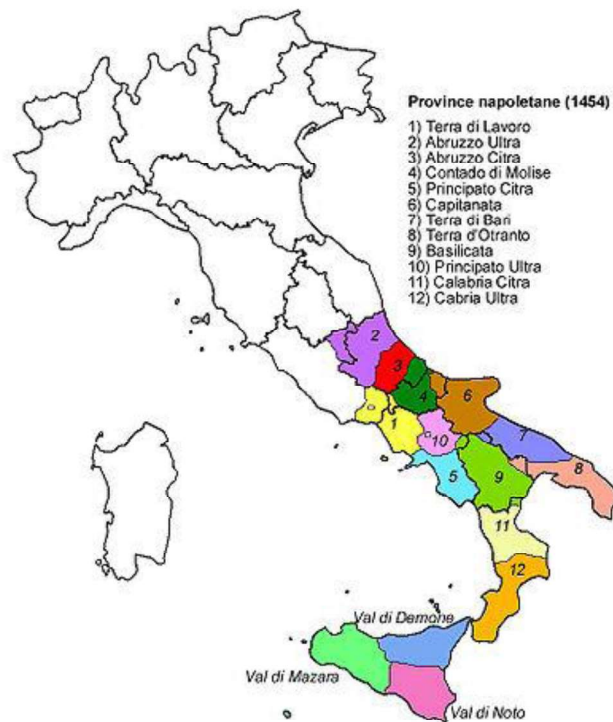 Province napoletane (1454)
1) Terra di Lavoro
2) Abruzzo Ultra
3) Abruzzo Citra
4) Contado di Molise
5) Principato Citra
6) Capitanata
7) Terra di Bari
8) Terra d'Otranto
9) Basilicata
10) Principato Ultra
11) Calabria Citra
12) Cabria Ultra
2
3
4
6
1
10
7
8
5
9
11
12
Val di Demone
Val di Mazara
Val di Noto